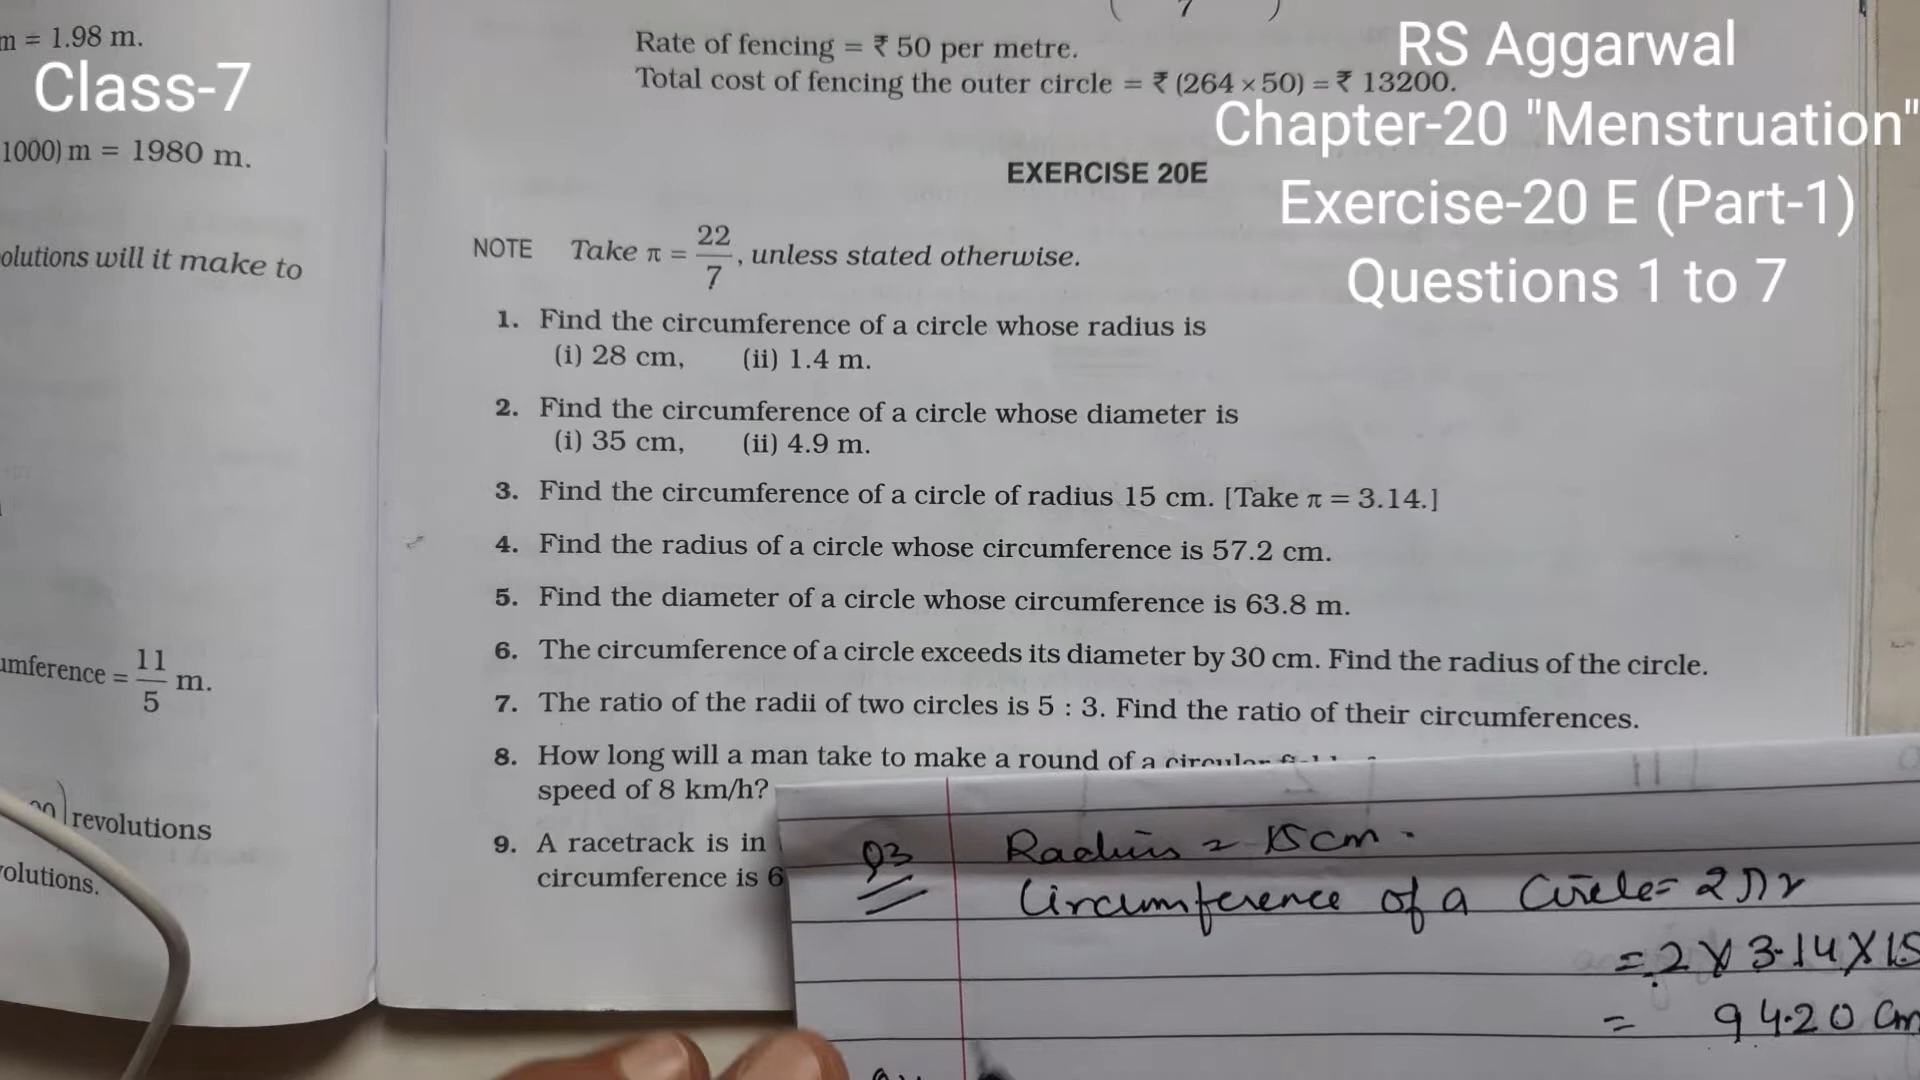 m = 1.98 m.
Class-7
1000) m = 1980 m.
olutions will it make to
umference = 11/5 m.
revolutions
olutions.
7
Rate of fencing = ₹ 50 per metre.
Total cost of fencing the outer circle = ₹ (264 × 50) = ₹ 13200.
RS Aggarwal
Chapter-20 "Menstruation"
Exercise-20 E (Part-1)
Questions 1 to 7
EXERCISE 20E
NOTE Take π = 22/7, unless stated otherwise.
1. Find the circumference of a circle whose radius is
(i) 28 cm, (ii) 1.4 m.
2. Find the circumference of a circle whose diameter is
(i) 35 cm, (ii) 4.9 m.
3. Find the circumference of a circle of radius 15 cm. [Take π = 3.14.]
4. Find the radius of a circle whose circumference is 57.2 cm.
5. Find the diameter of a circle whose circumference is 63.8 m.
6. The circumference of a circle exceeds its diameter by 30 cm. Find the radius of the circle.
7. The ratio of the radii of two circles is 5 : 3. Find the ratio of their circumferences.
8. How long will a man take to make a round of a circular
speed of 8 km/h?
9. A racetrack is in
circumference is 6
Q3 Radius = 15cm.
Circumference of a Circle = 2πr
= 2 × 3.14 × 15
= 94.20 cm